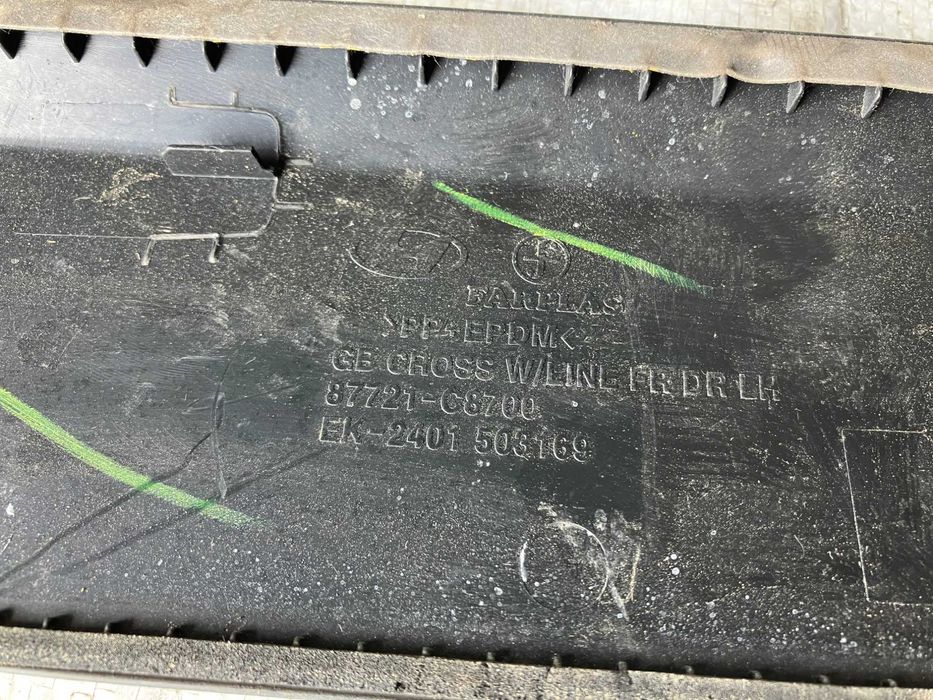 FARPLAS
>PP+EPDM<
GB CROSS W/LINE FR DR LH
87721-C8700
EK-2401 503169